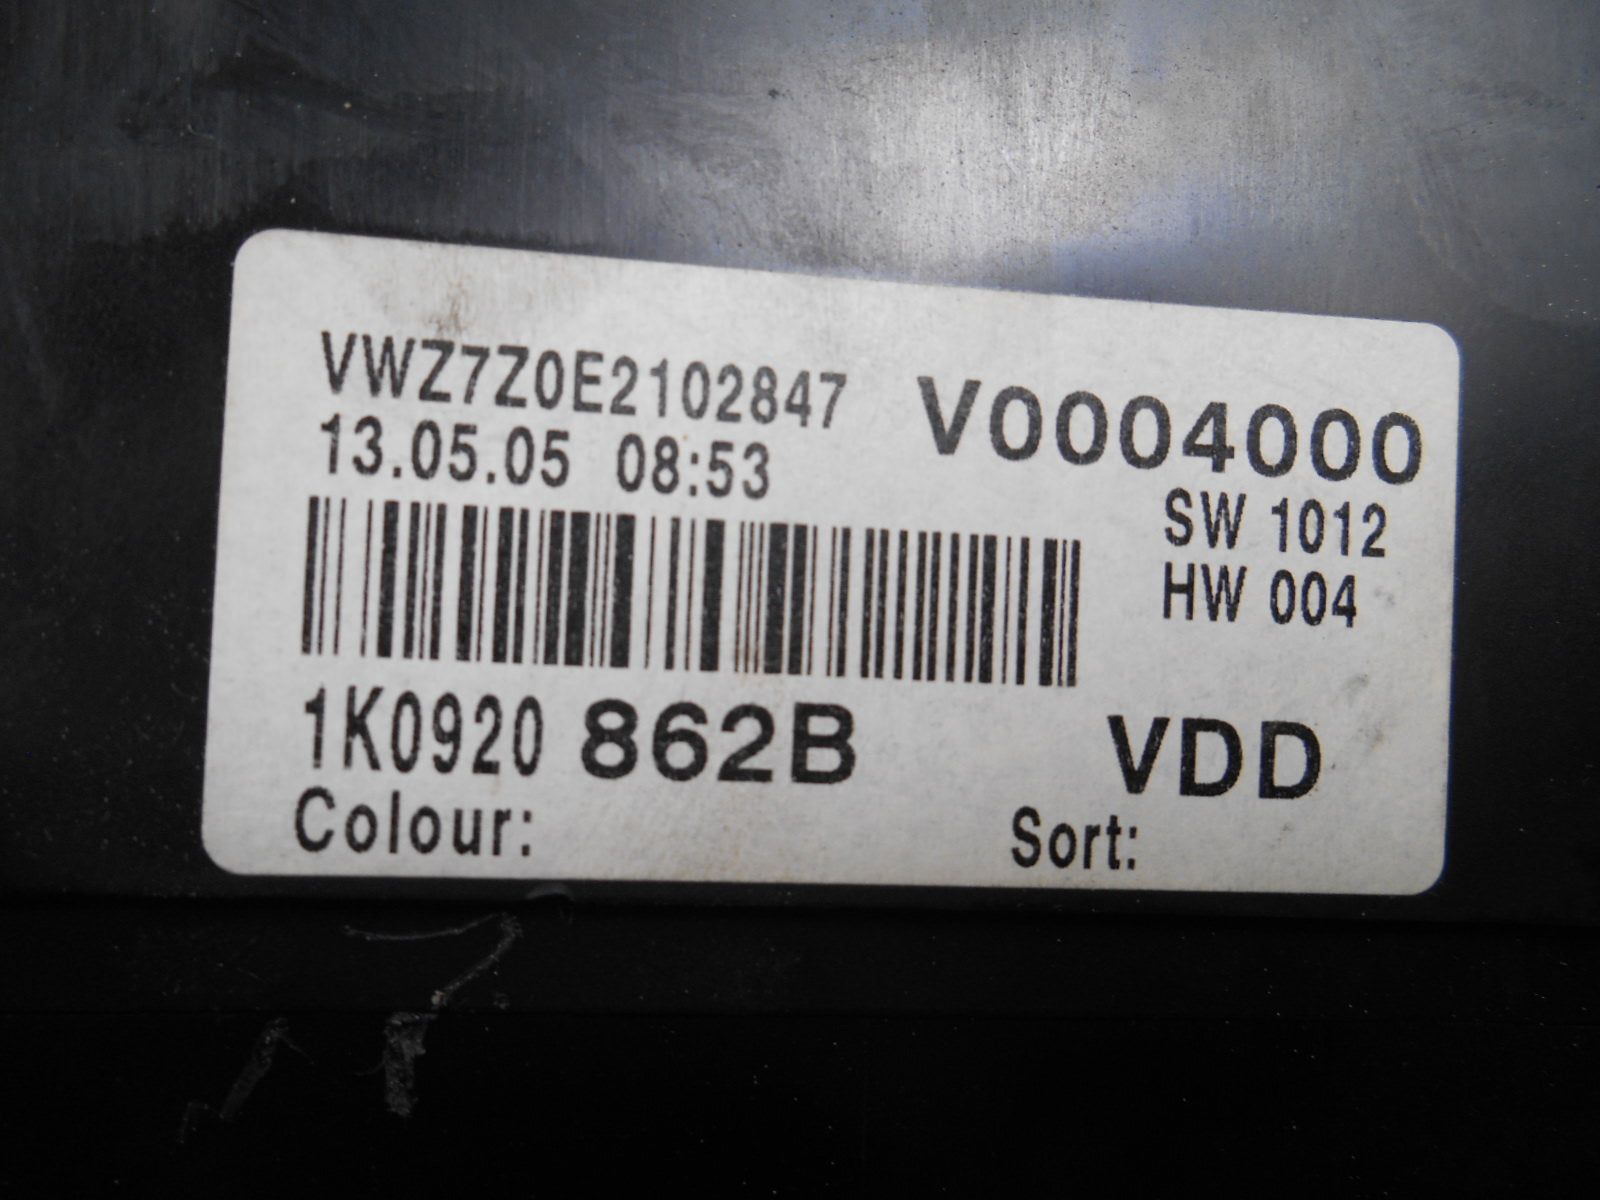 VWZ7Z0E2102847 V0004000
13.05.05 08:53
SW 1012
HW 004
1K0920 862B VDD
Colour: Sort: